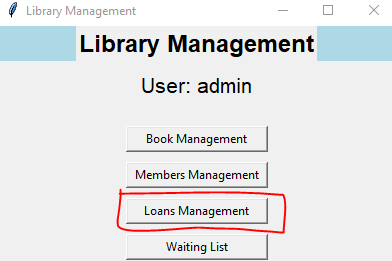 Library Management
Library Management
User: admin
Book Management
Members Management
Loans Management
Waiting List